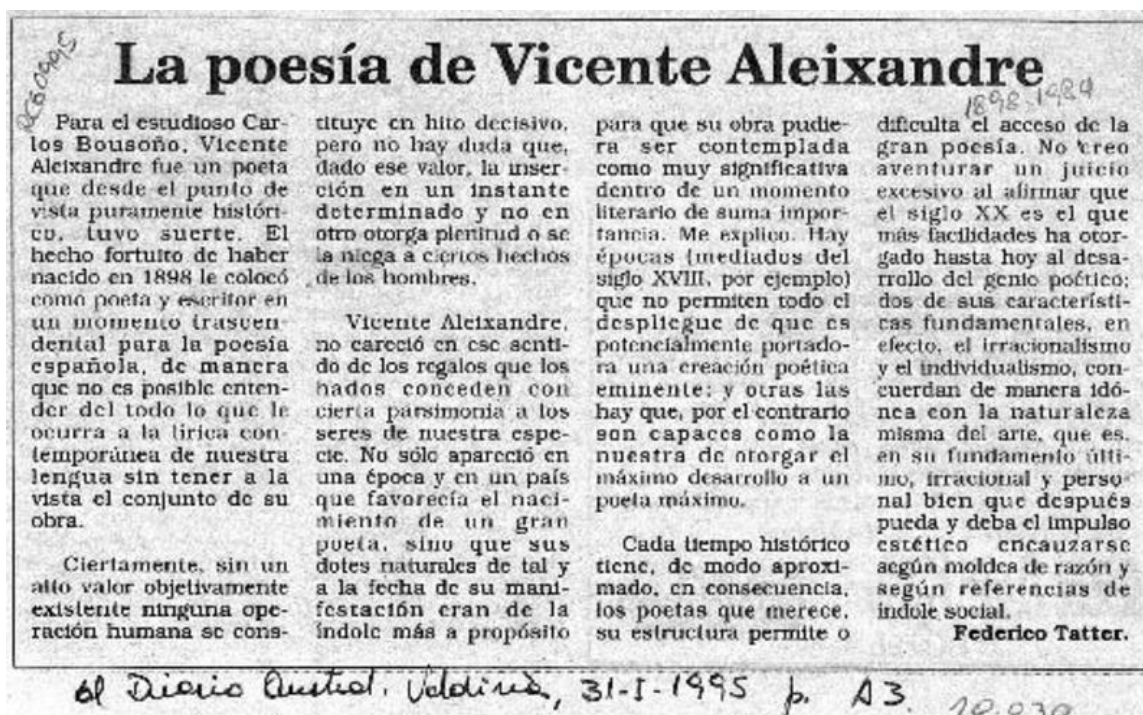 La poesía de Vicente Aleixandre
1898-1984
Para el estudioso Car-
los Bousoño, Vicente
Aleixandre fue un poeta
que desde el punto de
vista puramente históri-
co, tuvo suerte. El
hecho fortuito de haber
nacido en 1898 le colocó
como poeta y escritor en
un momento trascen-
dental para la poesía
española, de manera
que no es posible enten-
der del todo lo que le
ocurra a la lírica con-
temporánea de nuestra
lengua sin tener a la
vista el conjunto de su
obra.
Ciertamente, sin un
alto valor objetivamente
existente ninguna ope-
ración humana se cons-
tituye en hito decisivo,
pero no hay duda que,
dado ese valor, la inser-
ción en un instante
determinado y no en
otro otorga plenitud o se
la niega a ciertos hechos
de los hombres.
Vicente Aleixandre,
no careció en ese senti-
do de los regalos que los
hados conceden con
cierta parsimonia a los
seres de nuestra espe-
cie. No sólo apareció en
una época y en un país
que favorecía el naci-
miento de un gran
poeta, sino que sus
dotes naturales de tal y
a la fecha de su mani-
festación eran de la
índole más a propósito
para que su obra pudie-
ra ser contemplada
como muy significativa
dentro de un momento
literario de suma impor-
tancia. Me explico. Hay
épocas (mediados del
siglo XVIII, por ejemplo)
que no permiten todo el
despliegue de que es
potencialmente portado-
ra una creación poética
eminente; y otras las
hay que, por el contrario
son capaces como la
nuestra de otorgar el
máximo desarrollo a un
poeta máximo.
Cada tiempo histórico
tiene, de modo aproxi-
mado, en consecuencia,
los poetas que merece,
su estructura permite o
dificulta el acceso de la
gran poesía. No creo
aventurar un juicio
excesivo al afirmar que
el siglo XX es el que
más facilidades ha otor-
gado hasta hoy al desa-
rrollo del genio poético;
dos de sus característi-
cas fundamentales, en
efecto, el irracionalismo
y el individualismo, con-
cuerdan de manera idó-
nea con la naturaleza
misma del arte, que es,
en su fundamento últi-
mo, irracional y perso-
nal bien que después
pueda y deba el impulso
estético encauzarse
según moldes de razón y
según referencias de
índole social.
Federico Tatter.
el Diario Austral, Valdivia, 31-I-1995 p. A3.